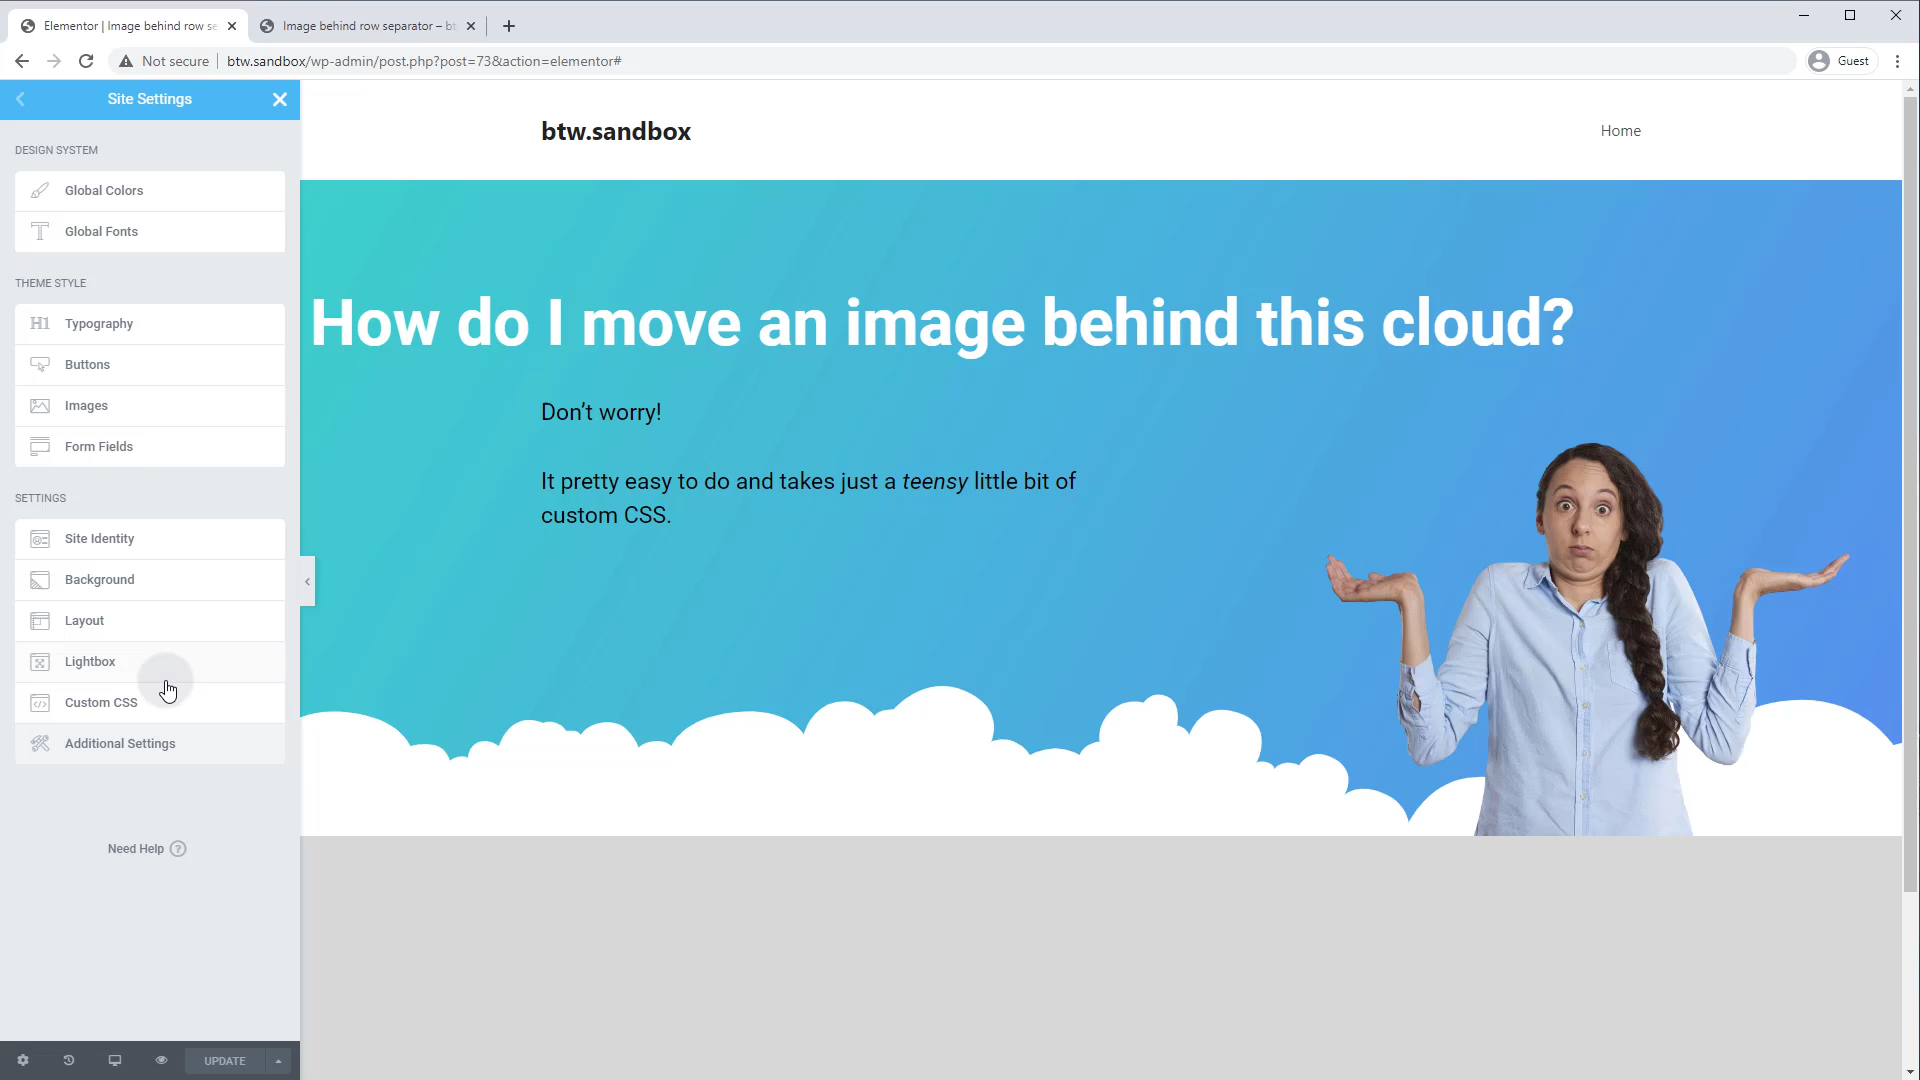 Elementor | Image behind row se
Image behind row separator – bt
Not secure
btw.sandbox/wp-admin/post.php?post=73&action=elementor#
Guest
Site Settings
DESIGN SYSTEM
Global Colors
Global Fonts
THEME STYLE
H1 Typography
Buttons
Images
Form Fields
SETTINGS
Site Identity
Background
Layout
Lightbox
Custom CSS
Additional Settings
Need Help ?
UPDATE
btw.sandbox
Home
How do I move an image behind this cloud?
Don't worry!
It pretty easy to do and takes just a teensy little bit of
custom CSS.